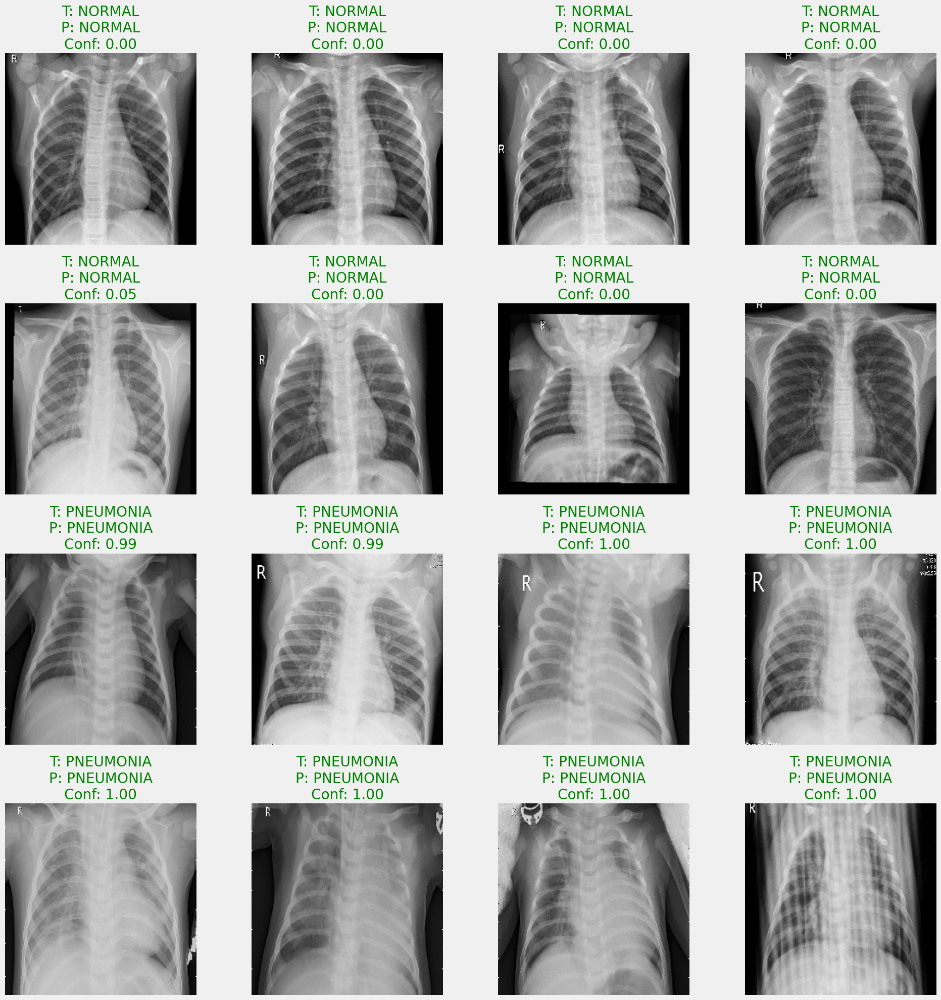 T: NORMAL
P: NORMAL
Conf: 0.00
T: NORMAL
P: NORMAL
Conf: 0.00
T: NORMAL
P: NORMAL
Conf: 0.00
T: NORMAL
P: NORMAL
Conf: 0.00
R
R
R
R
T: NORMAL
P: NORMAL
Conf: 0.05
T: NORMAL
P: NORMAL
Conf: 0.00
T: NORMAL
P: NORMAL
Conf: 0.00
T: NORMAL
P: NORMAL
Conf: 0.00
R
R
R
T: PNEUMONIA
P: PNEUMONIA
Conf: 0.99
T: PNEUMONIA
P: PNEUMONIA
Conf: 0.99
T: PNEUMONIA
P: PNEUMONIA
Conf: 1.00
T: PNEUMONIA
P: PNEUMONIA
Conf: 1.00
R
R
R
T: PNEUMONIA
P: PNEUMONIA
Conf: 1.00
T: PNEUMONIA
P: PNEUMONIA
Conf: 1.00
T: PNEUMONIA
P: PNEUMONIA
Conf: 1.00
T: PNEUMONIA
P: PNEUMONIA
Conf: 1.00
R
R
R
R